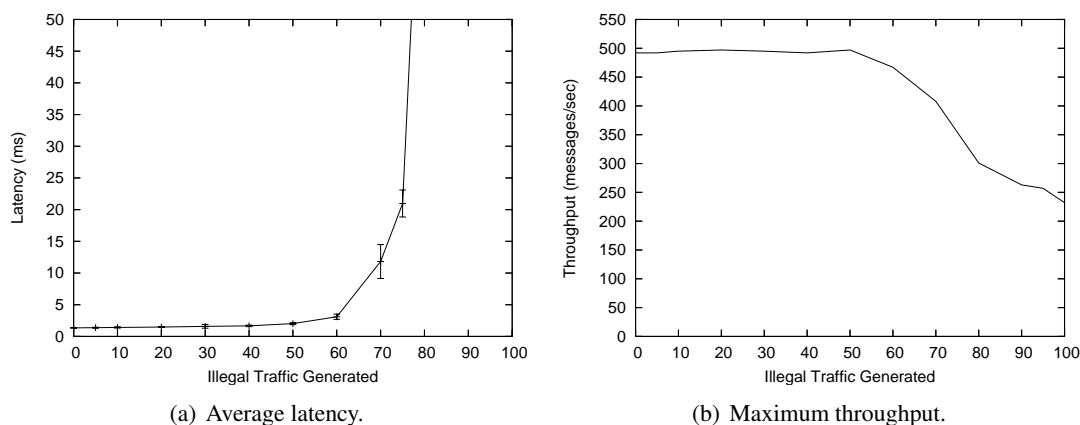 50
45
40
35
30
25
20
15
10
5
0
Latency (ms)
0 10 20 30 40 50 60 70 80 90 100
Illegal Traffic Generated
(a) Average latency.
550
500
450
400
350
300
250
200
150
100
50
0
Throughput (messages/sec)
0 10 20 30 40 50 60 70 80 90 100
Illegal Traffic Generated
(b) Maximum throughput.